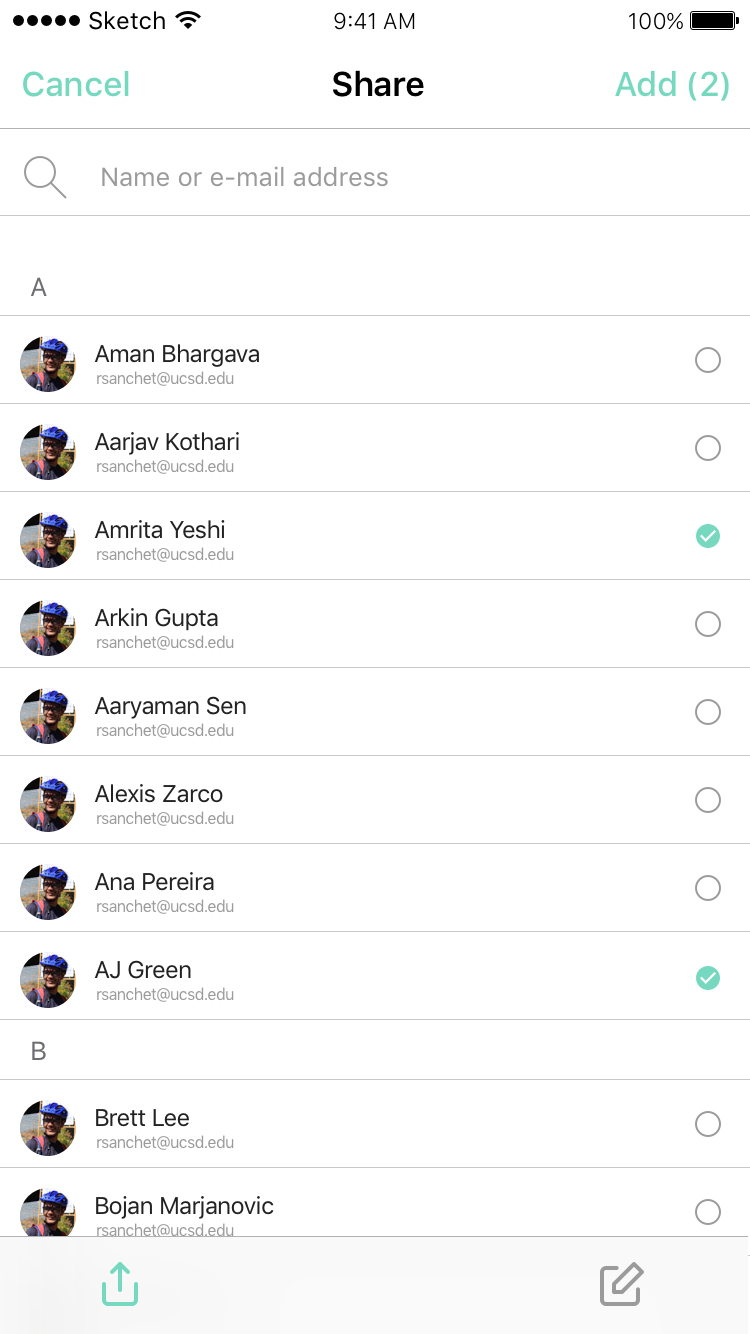 Sketch 9:41 AM 100%
Cancel Share Add (2)
Name or e-mail address
A
Aman Bhargava
rsanchet@ucsd.edu
Aarjav Kothari
rsanchet@ucsd.edu
Amrita Yeshi
rsanchet@ucsd.edu
Arkin Gupta
rsanchet@ucsd.edu
Aaryaman Sen
rsanchet@ucsd.edu
Alexis Zarco
rsanchet@ucsd.edu
Ana Pereira
rsanchet@ucsd.edu
AJ Green
rsanchet@ucsd.edu
B
Brett Lee
rsanchet@ucsd.edu
Bojan Marjanovic
rsanchet@ucsd.edu